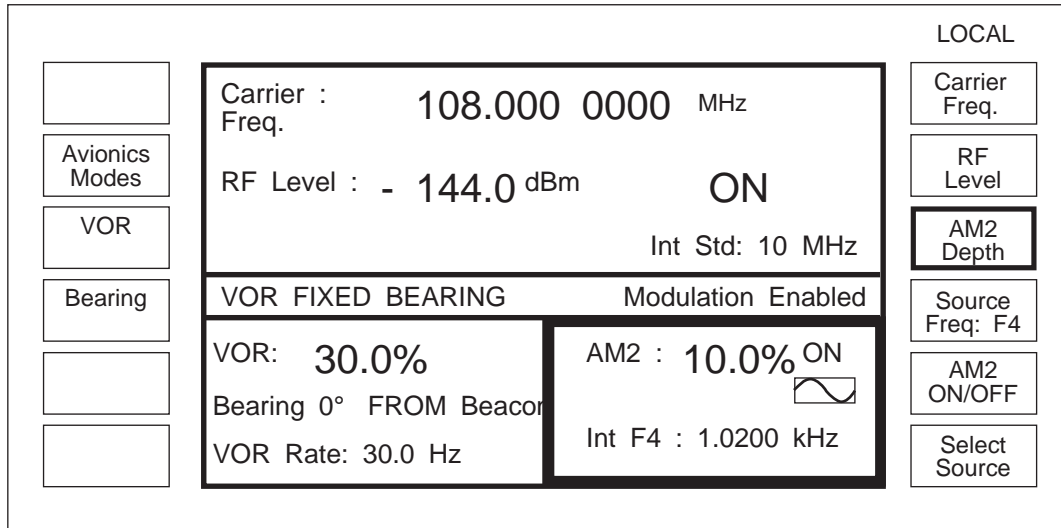 LOCAL
Avionics
Modes
VOR
Bearing
Carrier :
Freq.
108.000 0000 MHz
RF Level : - 144.0 dBm ON
Int Std: 10 MHz
VOR FIXED BEARING Modulation Enabled
VOR: 30.0%
Bearing 0° FROM Beacon
VOR Rate: 30.0 Hz
AM2 : 10.0% ON
Int F4 : 1.0200 kHz
Carrier
Freq.
RF
Level
AM2
Depth
Source
Freq: F4
AM2
ON/OFF
Select
Source